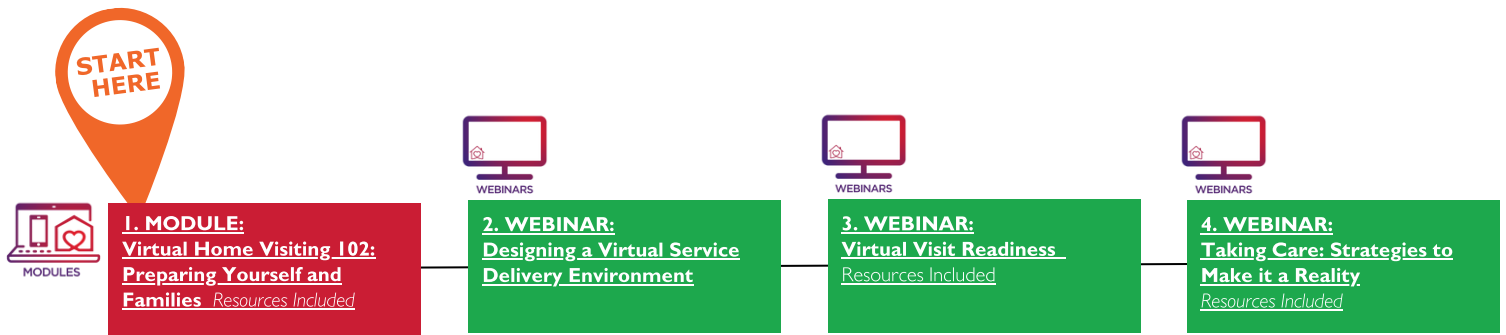 START
HERE
MODULES
1. MODULE:
Virtual Home Visiting 102:
Preparing Yourself and
Families Resources Included
WEBINARS
2. WEBINAR:
Designing a Virtual Service
Delivery Environment
WEBINARS
3. WEBINAR:
Virtual Visit Readiness
Resources Included
WEBINARS
4. WEBINAR:
Taking Care: Strategies to
Make it a Reality
Resources Included